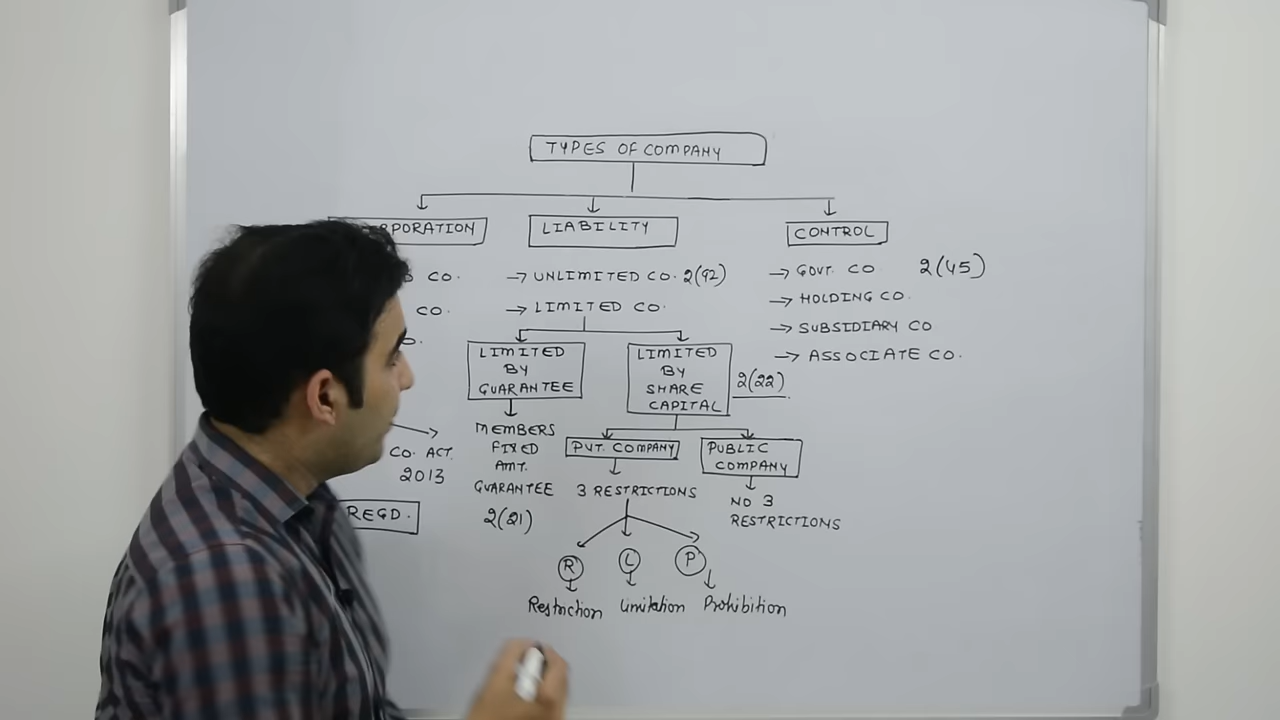 TYPES OF COMPANY
RPORATION
LIABILITY
CONTROL
CO.
→ UNLIMITED CO. 2(92)
→ GOVT. CO 2(45)
CO.
→ LIMITED CO.
→ HOLDING CO.
→ SUBSIDIARY CO
→ ASSOCIATE CO.
LIMITED
BY
GUARANTEE
LIMITED
BY
SHARE
CAPITAL
2(22)
MEMBERS
FIXED
AMT.
GUARANTEE
2(21)
PVT. COMPANY
PUBLIC
COMPANY
CO ACT.
2013
REGD.
3 RESTRICTIONS
NO 3
RESTRICTIONS
R L P
Restriction Limitation Prohibition